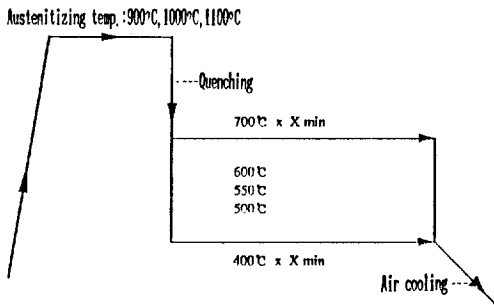 Austenitizing temp. :900℃, 1000℃, 1100℃
Quenching
700℃ x X min
600℃
550℃
500℃
400℃ x X min
Air cooling